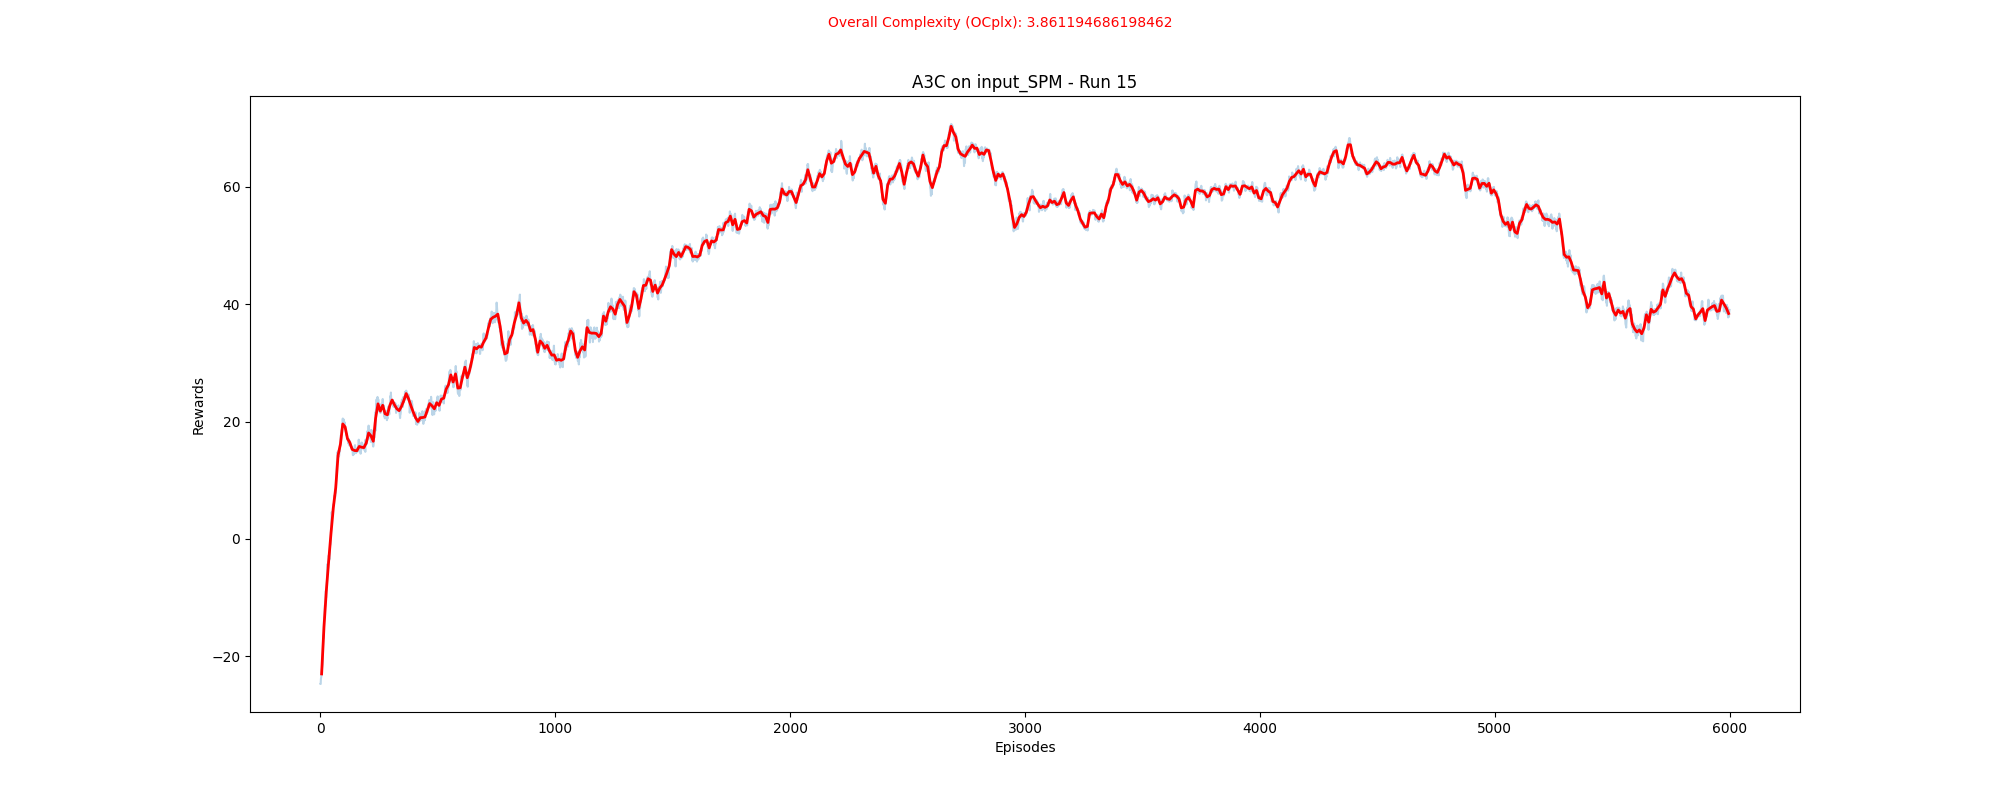 Overall Complexity (OCplx): 3.861194686198462
A3C on input_SPM - Run 15
Rewards
60
40
20
0
−20
0 1000 2000 3000 4000 5000 6000
Episodes